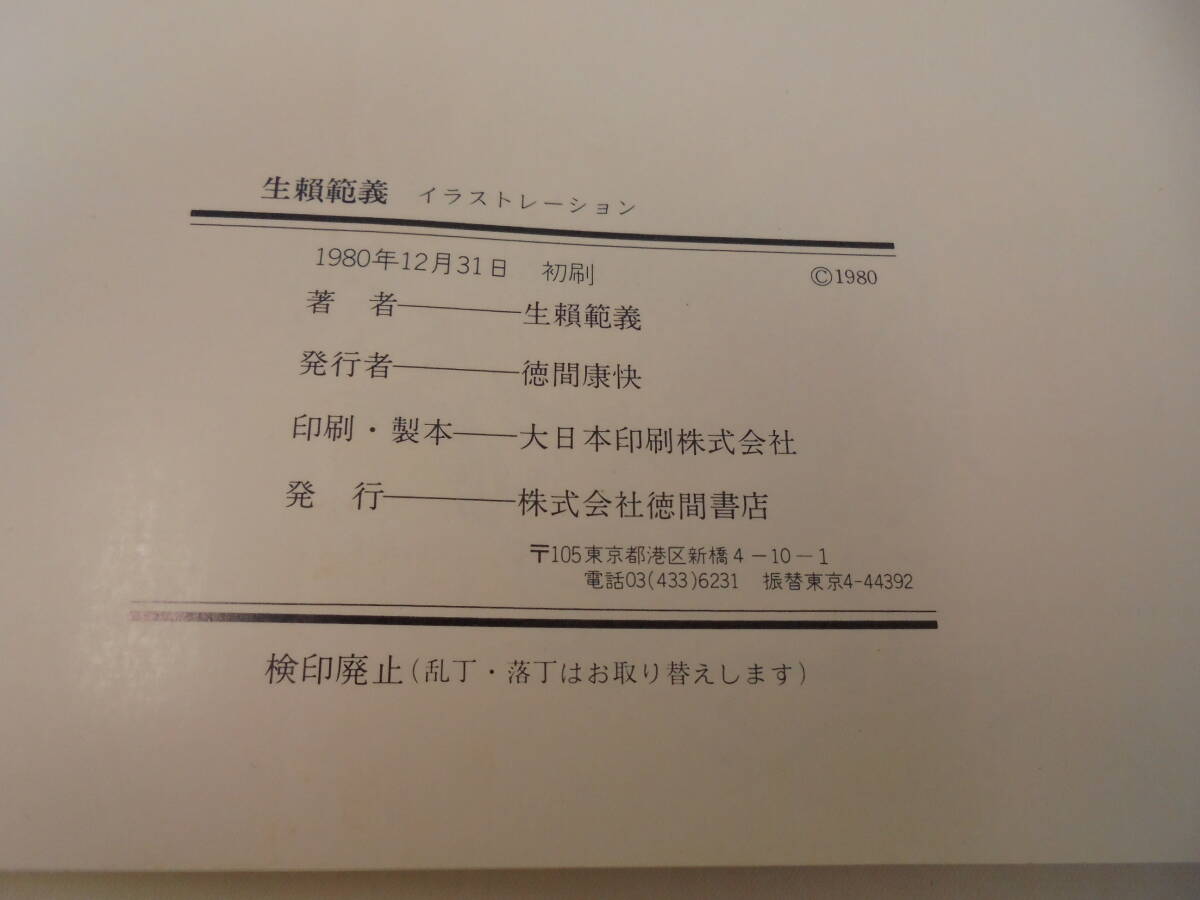 生賴範義 イラストレーション
1980年12月31日 初刷 ©1980
著 者――――生賴範義
発行者――――徳間康快
印刷・製本――大日本印刷株式会社
発 行――――株式会社徳間書店
〒105東京都港区新橋4－10－1
電話03(433)6231 振替東京4-44392
検印廃止(乱丁・落丁はお取り替えします)